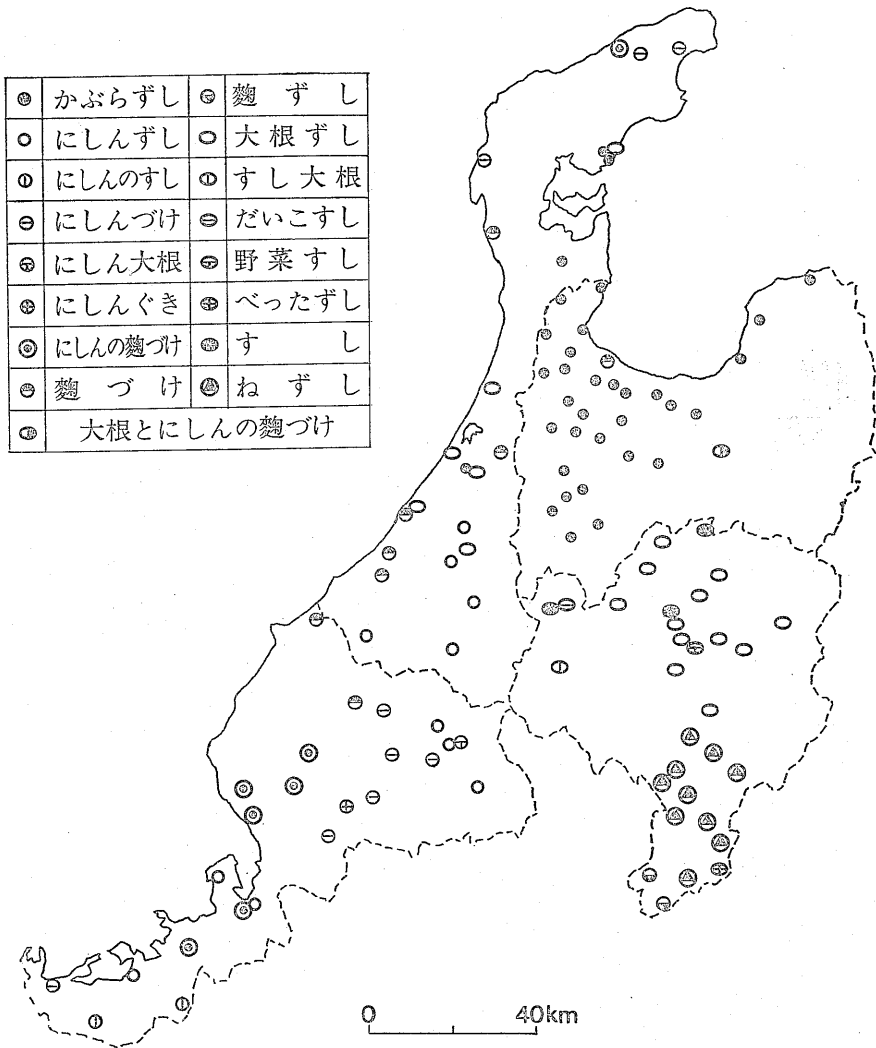 かぶらずし 麴ずし
にしんずし 大根ずし
にしんのすし すし大根
にしんづけ だいこすし
にしん大根 野菜すし
にしんぐき べったずし
にしんの麴づけ すし
麴づけ ねずし
大根とにしんの麴づけ
0 40km